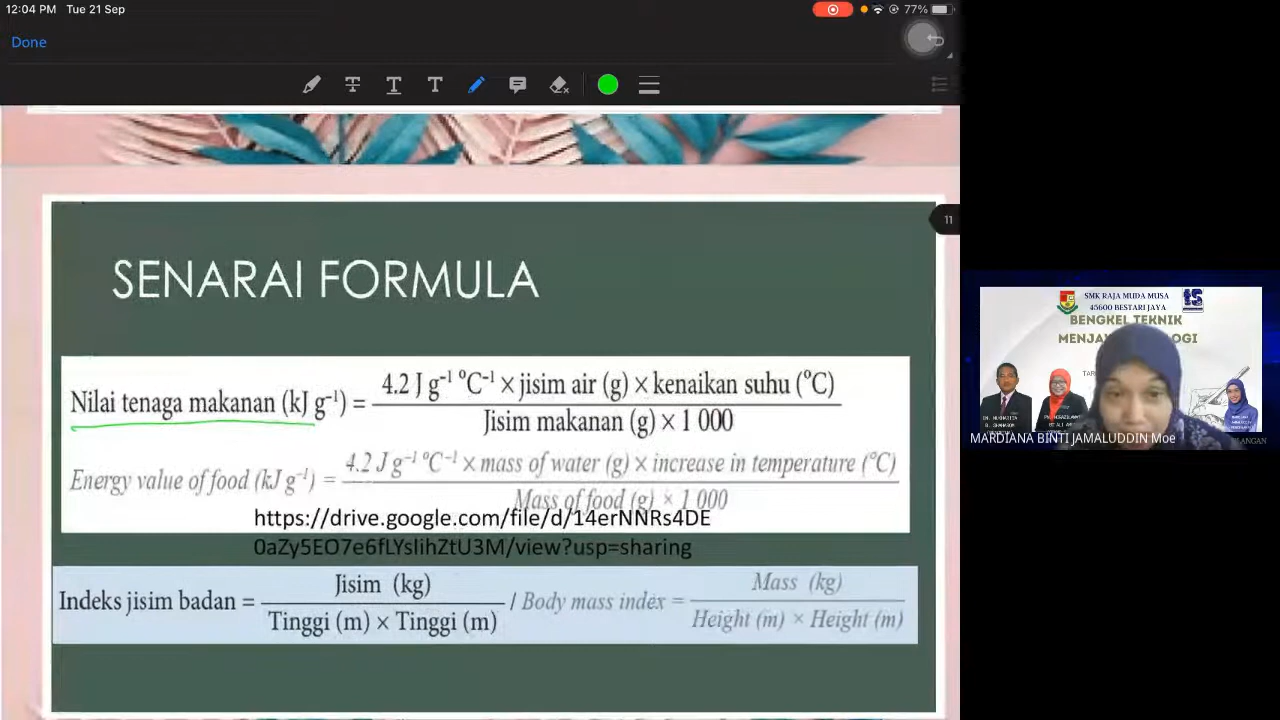 12:04 PM Tue 21 Sep
77%
Done
11
SENARAI FORMULA
Nilai tenaga makanan (kJ g⁻¹) = 4.2 J g⁻¹ °C⁻¹ × jisim air (g) × kenaikan suhu (°C)
Jisim makanan (g) × 1 000
Energy value of food (kJ g⁻¹) = 4.2 J g⁻¹ °C⁻¹ × mass of water (g) × increase in temperature (°C)
Mass of food (g) × 1 000
https://drive.google.com/file/d/14erNNRs4DE
0aZy5EO7e6fLYsIihZtU3M/view?usp=sharing
Indeks jisim badan = Jisim (kg) / Body mass index = Mass (kg)
Tinggi (m) × Tinggi (m) Height (m) × Height (m)
SMK RAJA MUDA MUSA
45600 BESTARI JAYA
BENGKEL TEKNIK
MARDIANA BINTI JAMALUDDIN Moe